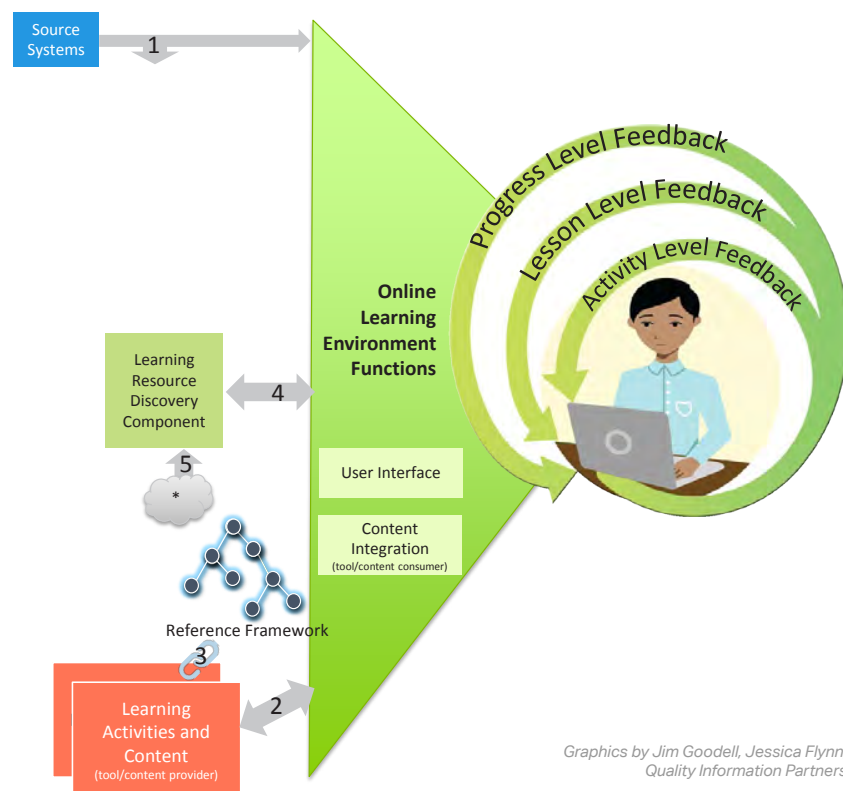 Source
Systems
1
Progress Level Feedback
Lesson Level Feedback
Activity Level Feedback
Online
Learning
Environment
Functions
Learning
Resource
Discovery
Component
4
5
*
User Interface
Content
Integration
(tool/content consumer)
Reference Framework
3
2
Learning
Activities and
Content
(tool/content provider)
Graphics by Jim Goodell, Jessica Flynn
Quality Information Partners